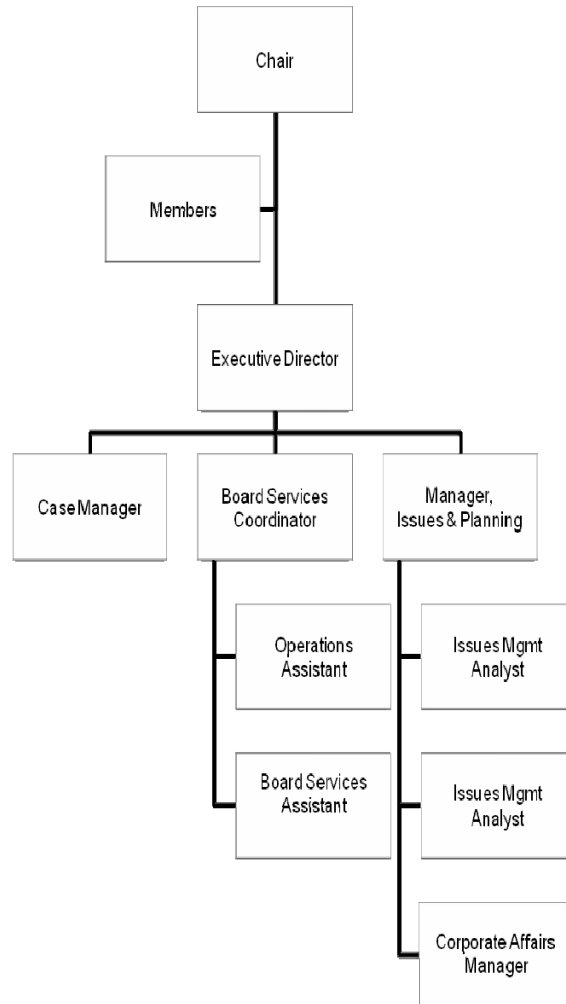 Chair
Members
Executive Director
Case Manager
Board Services
Coordinator
Manager,
Issues & Planning
Operations
Assistant
Issues Mgmt
Analyst
Board Services
Assistant
Issues Mgmt
Analyst
Corporate Affairs
Manager